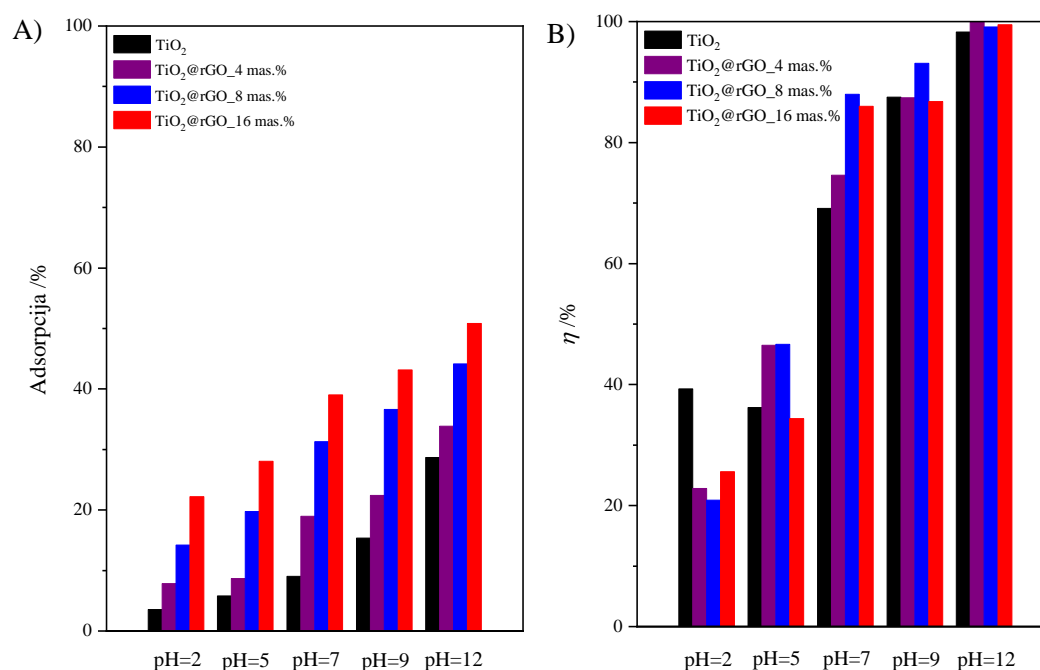 A)
Adsorpcija /%
100
80
60
40
20
0
TiO₂
TiO₂@rGO_4 mas.%
TiO₂@rGO_8 mas.%
TiO₂@rGO_16 mas.%
pH=2 pH=5 pH=7 pH=9 pH=12
B)
η /%
100
80
60
40
20
0
TiO₂
TiO₂@rGO_4 mas.%
TiO₂@rGO_8 mas.%
TiO₂@rGO_16 mas.%
pH=2 pH=5 pH=7 pH=9 pH=12